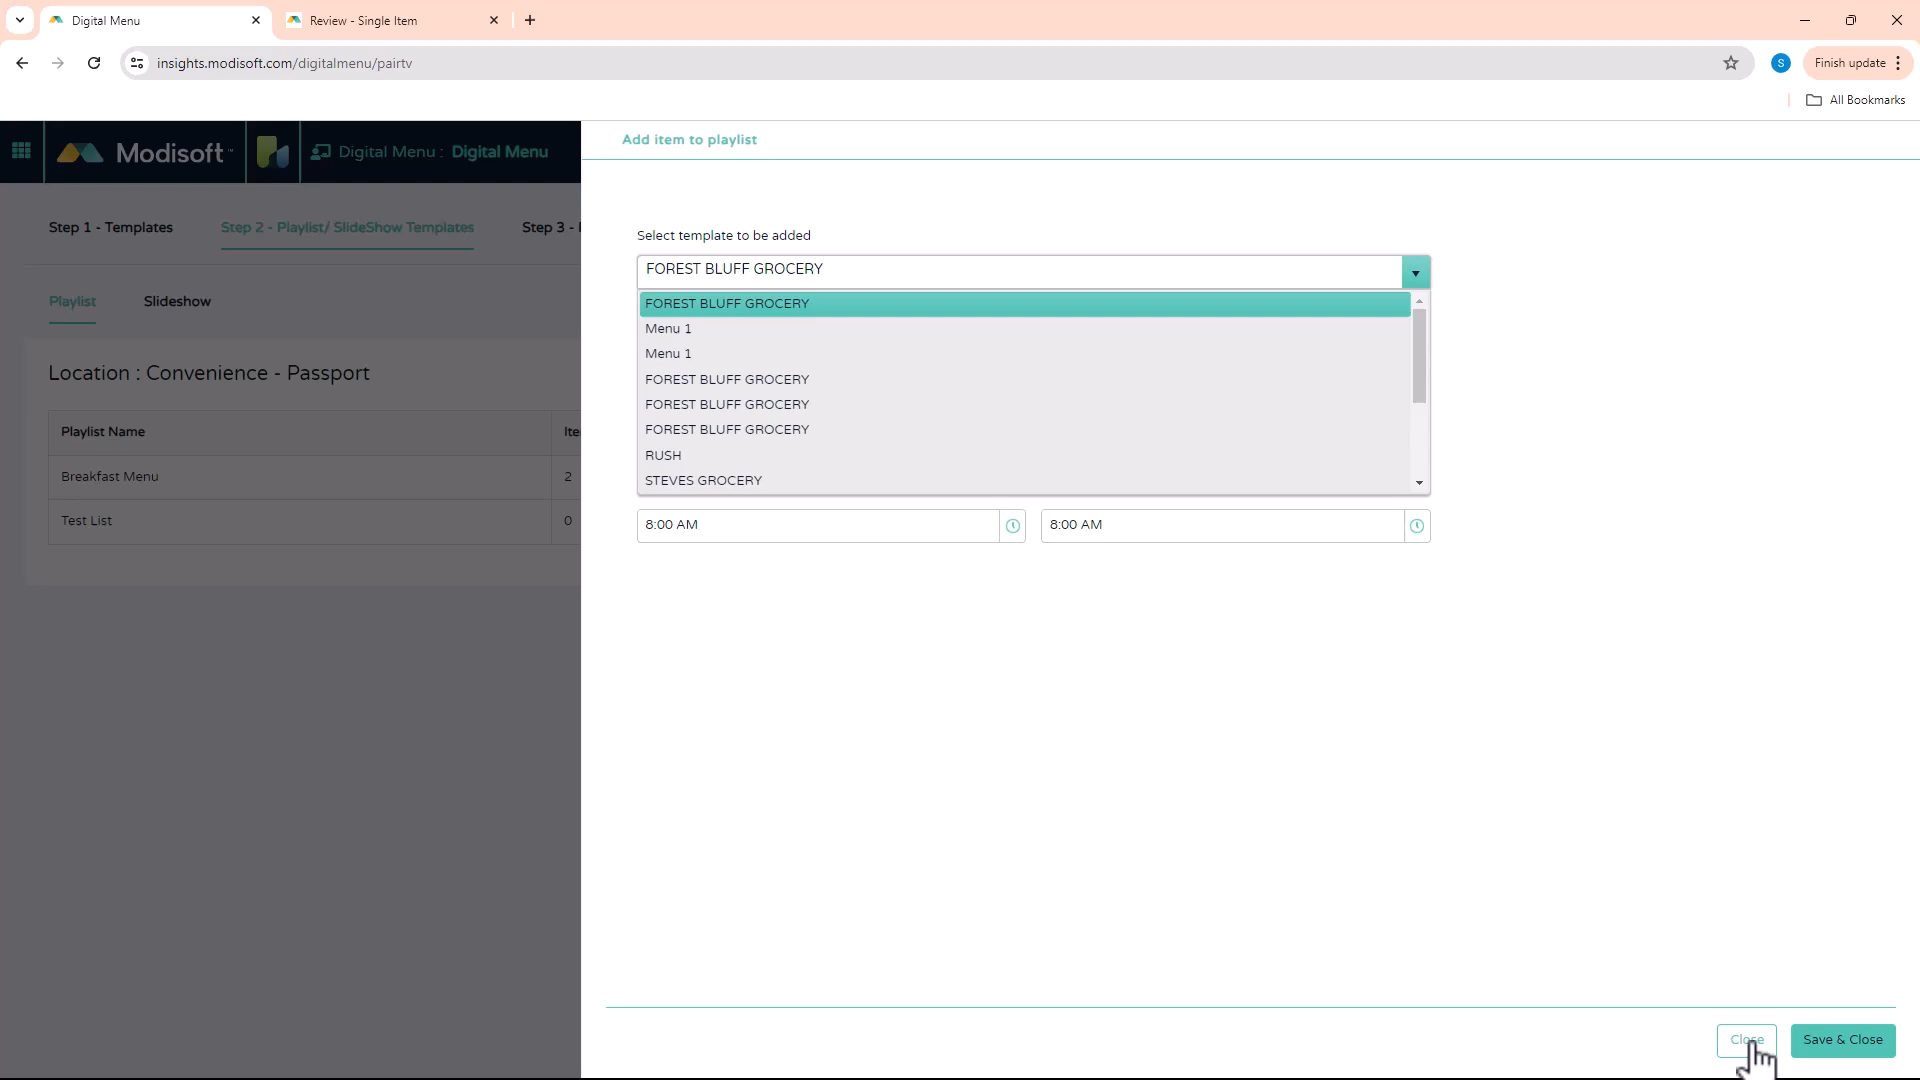 Digital Menu
Review - Single Item
insights.modisoft.com/digitalmenu/pairtv
S
Finish update
All Bookmarks
Modisoft™
Digital Menu : Digital Menu
Add item to playlist
Step 1 - Templates
Step 2 - Playlist/ SlideShow Templates
Step 3 -
Playlist
Slideshow
Location : Convenience - Passport
Playlist Name
Ite
Breakfast Menu
2
Test List
0
Select template to be added
FOREST BLUFF GROCERY
FOREST BLUFF GROCERY
Menu 1
Menu 1
FOREST BLUFF GROCERY
FOREST BLUFF GROCERY
FOREST BLUFF GROCERY
RUSH
STEVES GROCERY
8:00 AM
8:00 AM
Close
Save & Close